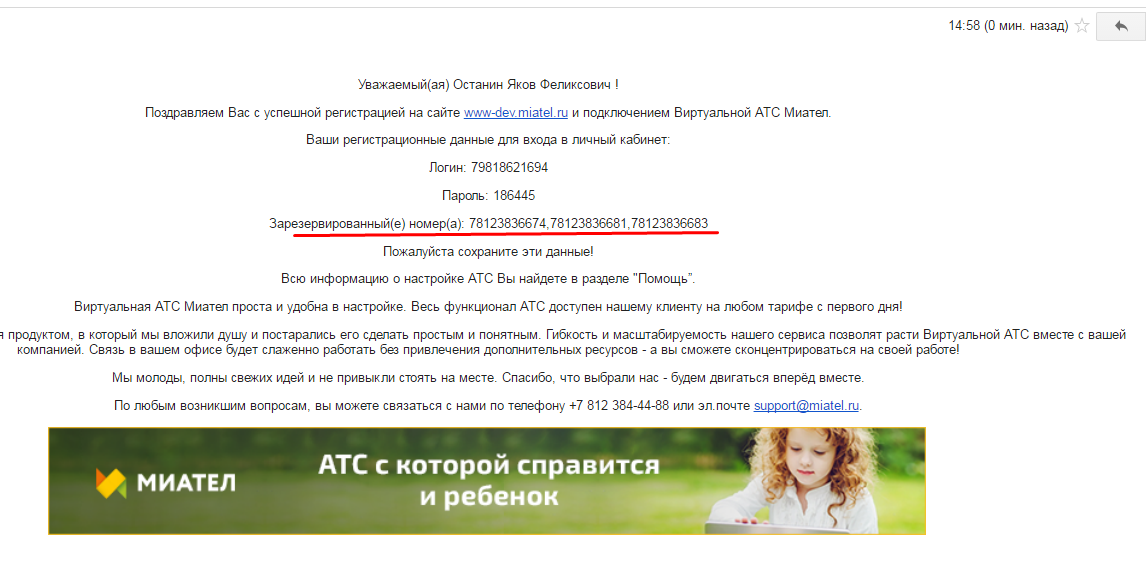 14:58 (0 мин. назад)
Уважаемый(ая) Останин Яков Феликсович !
Поздравляем Вас с успешной регистрацией на сайте www-dev.miatel.ru и подключением Виртуальной АТС Миател.
Ваши регистрационные данные для входа в личный кабинет:
Логин: 79818621694
Пароль: 186445
Зарезервированный(е) номер(а): 78123836674,78123836681,78123836683
Пожалуйста сохраните эти данные!
Всю информацию о настройке АТС Вы найдете в разделе "Помощь".
Виртуальная АТС Миател проста и удобна в настройке. Весь функционал АТС доступен нашему клиенту на любом тарифе с первого дня!
я продуктом, в который мы вложили душу и постарались его сделать простым и понятным. Гибкость и масштабируемость нашего сервиса позволят расти Виртуальной АТС вместе с вашей
компанией. Связь в вашем офисе будет слаженно работать без привлечения дополнительных ресурсов - а вы сможете сконцентрироваться на своей работе!
Мы молоды, полны свежих идей и не привыкли стоять на месте. Спасибо, что выбрали нас - будем двигаться вперёд вместе.
По любым возникшим вопросам, вы можете связаться с нами по телефону +7 812 384-44-88 или эл.почте support@miatel.ru.
МИАТЕЛ
АТС с которой справится
и ребенок